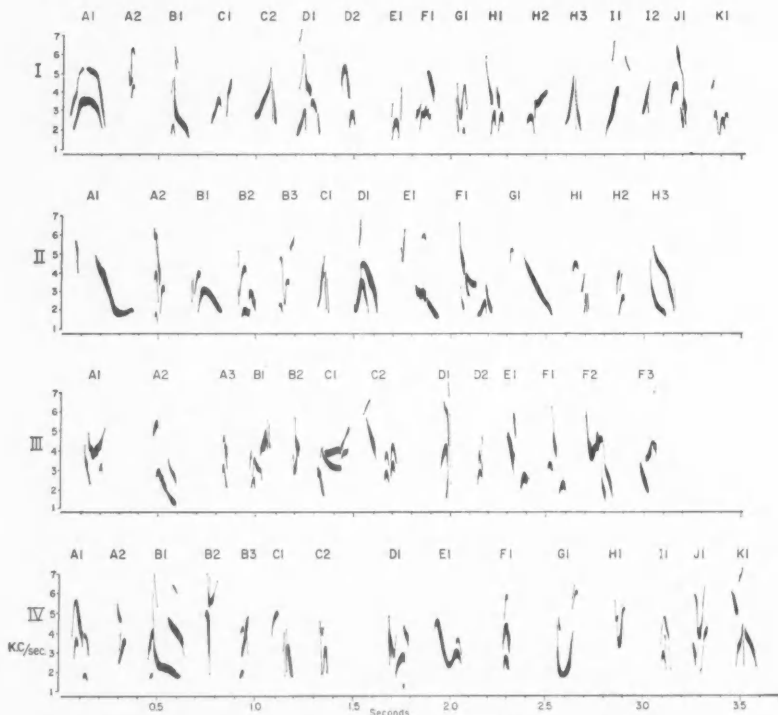 A1 A2 B1 C1 C2 D1 D2 E1 F1 G1 H1 H2 H3 I1 I2 J1 K1
I
7
6
5
4
3
2
1
A1 A2 B1 B2 B3 C1 D1 E1 F1 G1 H1 H2 H3
II
7
6
5
4
3
2
1
A1 A2 A3 B1 B2 C1 C2 D1 D2 E1 F1 F2 F3
III
7
6
5
4
3
2
1
A1 A2 B1 B2 B3 C1 C2 D1 E1 F1 G1 H1 I1 J1 K1
IV
K.C/sec.
7
6
5
4
3
2
1
0.5 1.0 1.5 2.0 2.5 3.0 3.5
Seconds